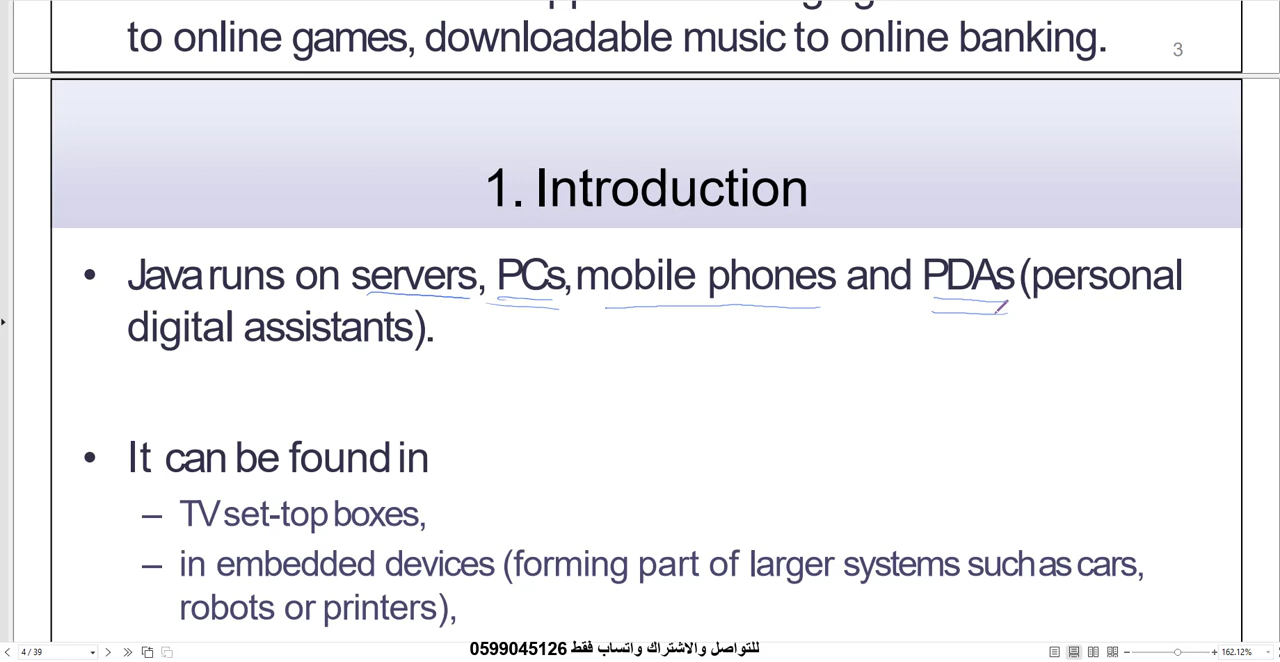 to online games, downloadable music to online banking.
3
1. Introduction
• Java runs on servers, PCs, mobile phones and PDAs (personal
digital assistants).
• It can be found in
– TV set-top boxes,
– in embedded devices (forming part of larger systems such as cars,
robots or printers),
للتواصل والاشتراك واتساب فقط 0599045126
4 / 39
162.12%